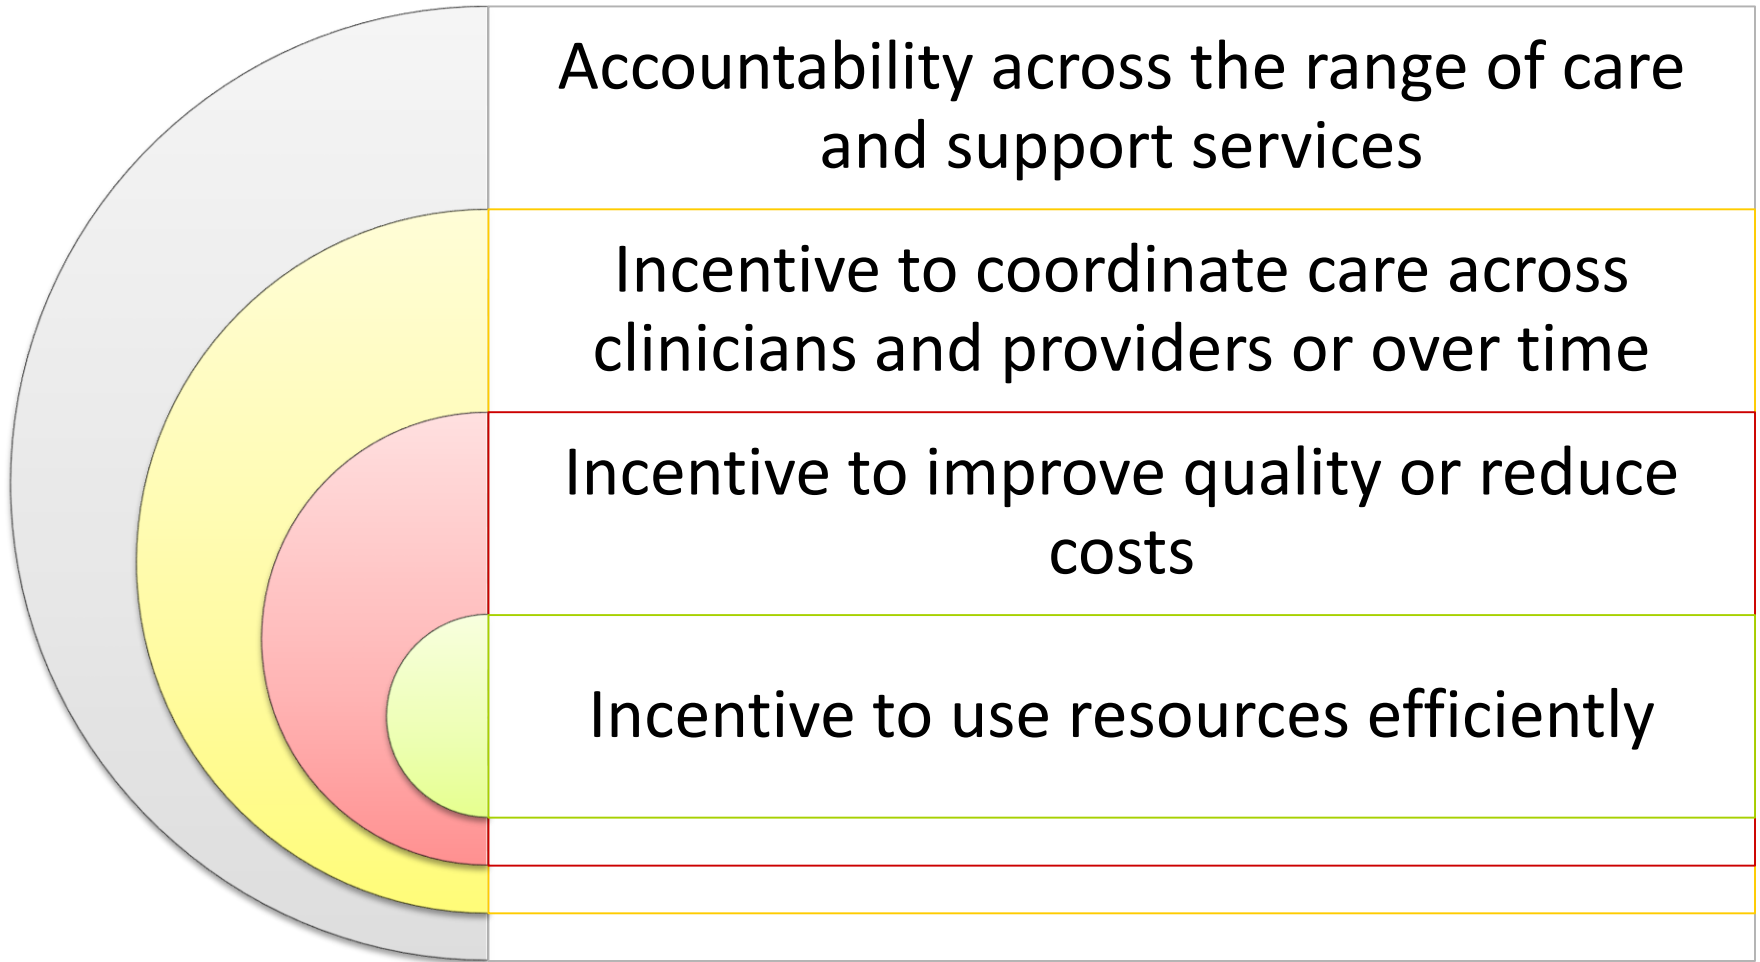 Accountability across the range of care
and support services
Incentive to coordinate care across
clinicians and providers or over time
Incentive to improve quality or reduce
costs
Incentive to use resources efficiently